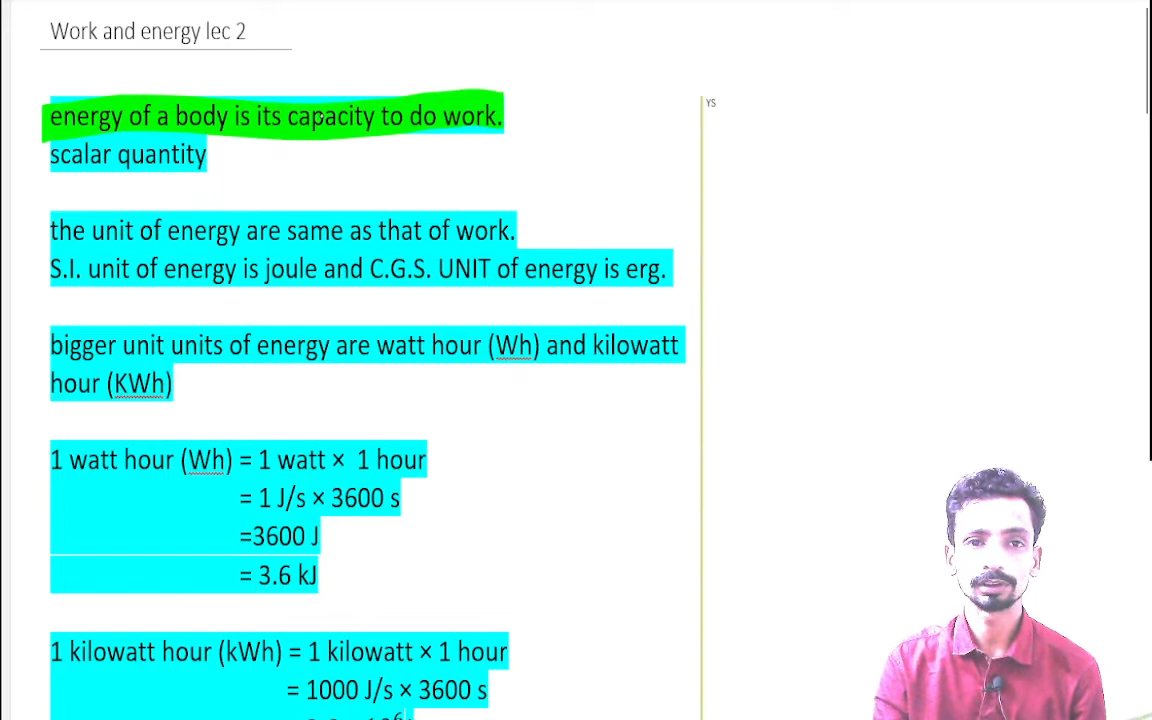 Work and energy lec 2
YS
energy of a body is its capacity to do work.
scalar quantity
the unit of energy are same as that of work.
S.I. unit of energy is joule and C.G.S. UNIT of energy is erg.
bigger unit units of energy are watt hour (Wh) and kilowatt
hour (KWh)
1 watt hour (Wh) = 1 watt × 1 hour
= 1 J/s × 3600 s
=3600 J
= 3.6 kJ
1 kilowatt hour (kWh) = 1 kilowatt × 1 hour
= 1000 J/s × 3600 s